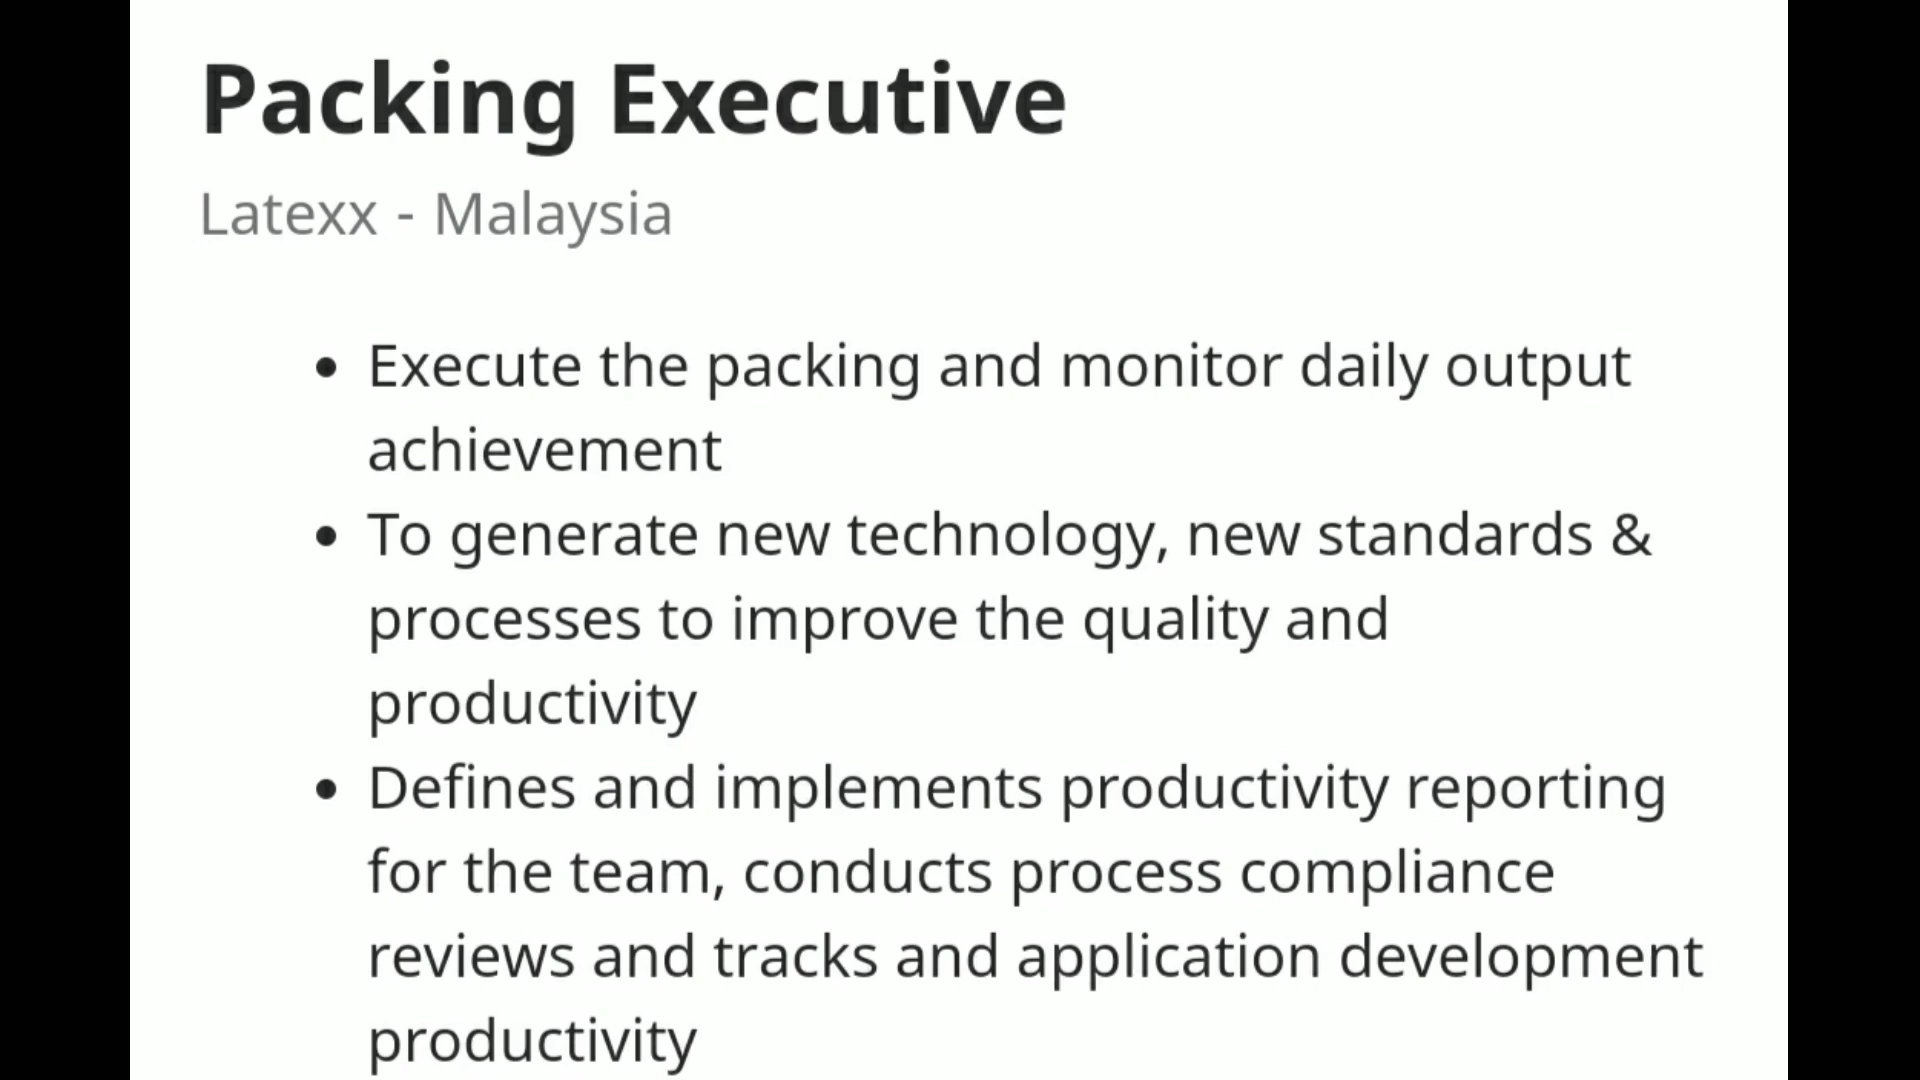 Packing Executive
Latexx - Malaysia
• Execute the packing and monitor daily output
achievement
• To generate new technology, new standards &
processes to improve the quality and
productivity
• Defines and implements productivity reporting
for the team, conducts process compliance
reviews and tracks and application development
productivity